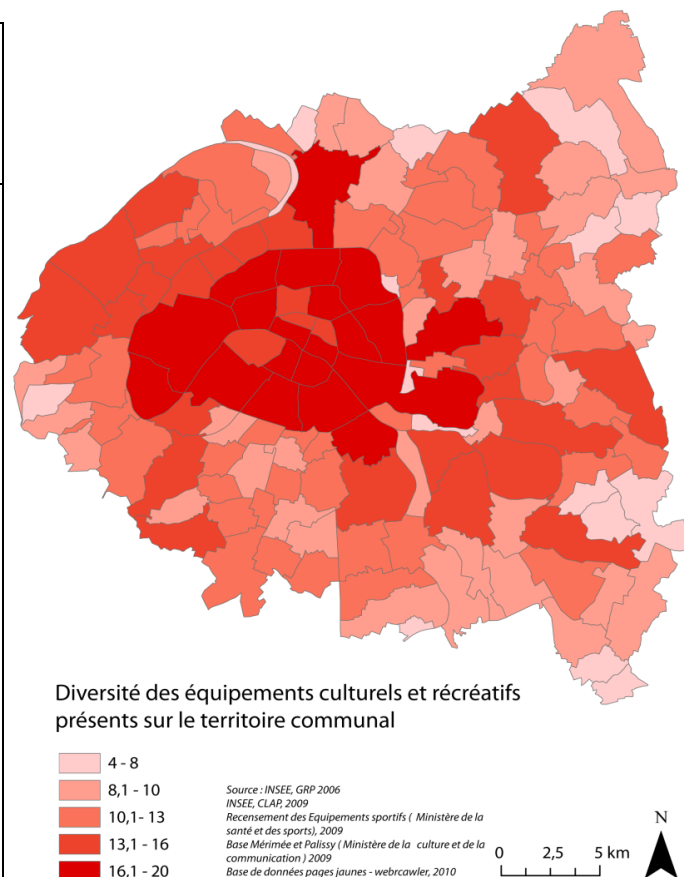 Diversité des équipements culturels et récréatifs
présents sur le territoire communal
4 - 8
8,1 - 10
10,1- 13
13,1 - 16
16,1 - 20
Source : INSEE, GRP 2006
INSEE, CLAP, 2009
Recensement des Equipements sportifs ( Ministère de la
santé et des sports), 2009
Base Mérimée et Palissy ( Ministère de la culture et de la
communication ) 2009
Base de données pages jaunes - webrcawler, 2010
0 2,5 5 km
N